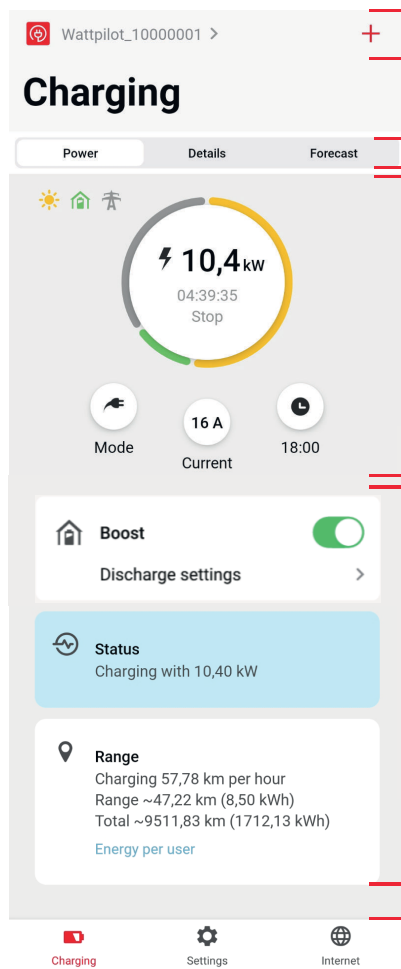 Wattpilot_10000001
Charging
Power Details Forecast
10,4 kW
04:39:35
Stop
16 A
Mode
Current
18:00
Boost
Discharge settings
Status
Charging with 10,40 kW
Range
Charging 57,78 km per hour
Range ~47,22 km (8,50 kWh)
Total ~9511,83 km (1712,13 kWh)
Energy per user
Charging Settings Internet